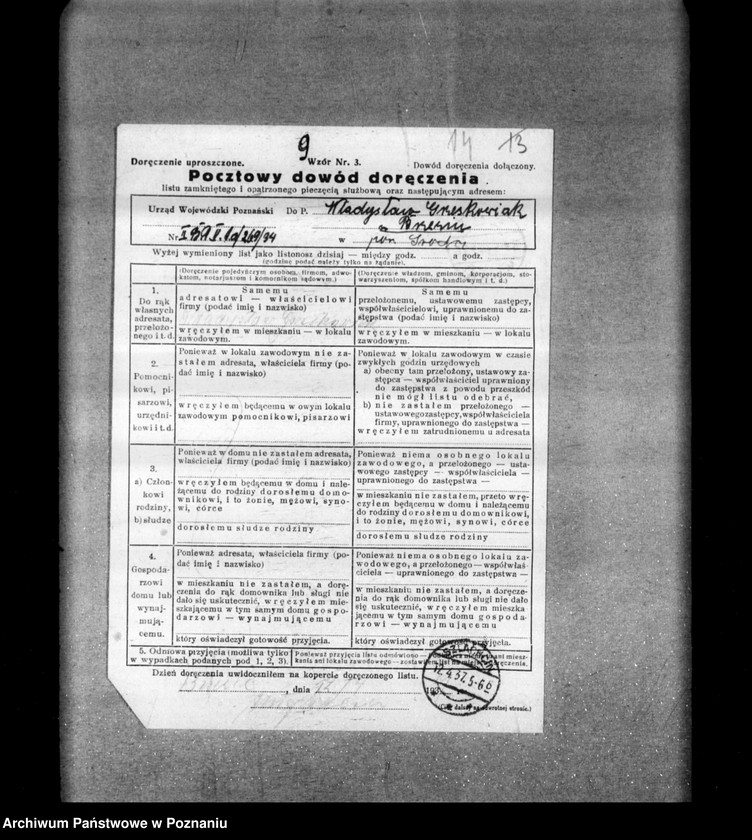 9
14 13
Doręczenie uproszczone. Wzór Nr. 3. Dowód doręczenia dołączony.
Pocztowy dowód doręczenia.
listu zamkniętego i opatrzonego pieczęcią służbową oraz następującym adresem:
Urząd Wojewódzki Poznański Do P. Władysław Greskowiak
Nr. w pow. Środa
Wyżej wymieniony list jako listonosz dzisiaj — między godz. a godz.
(godzinę podać należy tylko na żądanie).
(Doręczenie pojedyńczym osobom, firmom, adwokatom, notarjuszom i komornikom sądowym.)
(Doręczenie władzom, gminom, korporacjom, stowarzyszeniom, spółkom handlowym i t. d.)
1.
Do rąk
własnych
adresata,
przełożonego
i t. d.
Samemu
adresatowi — właścicielowi
firmy (podać imię i nazwisko)
wręczyłem w mieszkaniu — w lokalu
zawodowym.
Samemu
przełożonemu, ustawowemu zastępcy,
współwłaścicielowi, uprawnionemu do zastępstwa
(podać imię i nazwisko)
wręczyłem w mieszkaniu — w lokalu
zawodowym.
2.
Pomocnikowi,
pisarzowi,
urzędnikowi
i t. d.
Ponieważ w lokalu zawodowym nie zastałem
adresata, właściciela firmy (podać
imię i nazwisko)
wręczyłem będącemu w owym lokalu
zawodowym pomocnikowi, pisarzowi
Ponieważ w lokalu zawodowym w czasie
zwykłych godzin urzędowych
a) obecny tam przełożony, ustawowy zastępca
— współwłaściciel uprawniony
do zastępstwa z powodu przeszkód
nie mógł listu odebrać,
b) nie zastałem przełożonego —
ustawowego zastępcy, współwłaściciela
firmy, uprawnionego do zastępstwa —
wręczyłem zatrudnionemu u adresata
3.
a) Członkowi
rodziny,
b) słudze
Ponieważ w domu nie zastałem adresata,
właściciela firmy (podać imię i nazwisko)
wręczyłem będącemu w domu i należącemu
do rodziny dorosłemu domownikowi,
i to żonie, mężowi, synowi,
córce
dorosłemu słudze rodziny
Ponieważ niema osobnego lokalu
zawodowego, a przełożonego — ustawowego
zastępcy — współwłaściciela —
uprawnionego do zastępstwa —
w mieszkaniu nie zastałem, przeto wręczyłem
będącemu w domu i należącemu
do rodziny dorosłemu domownikowi,
i to żonie, mężowi, synowi, córce
dorosłemu słudze rodziny
4.
Gospodarzowi
domu lub
wynajmującemu.
Ponieważ adresata, właściciela firmy (podać
imię i nazwisko)
w mieszkaniu nie zastałem, a doręczenia
do rąk domownika lub sługi nie
dało się uskutecznić, wręczyłem mieszkającemu
w tym samym domu gospodarzowi
— wynajmującemu
który oświadczył gotowość przyjęcia.
Ponieważ niema osobnego lokalu zawodowego,
a przełożonego — współwłaściciela
— uprawnionego do zastępstwa —
w mieszkaniu nie zastałem, a doręczenia
do rąk domownika lub sługi nie dało
się uskutecznić, wręczyłem mieszkającemu
w tym samym domu gospodarzowi
— wynajmującemu
który oświadczył gotowość przyjęcia.
5. Odmowa przyjęcia (możliwa tylko
w wypadkach podanych pod 1, 2, 3).
Ponieważ przyjęcia listu odmówiono —
Dzień doręczenia uwidoczniłem na kopercie doręczonego listu.
, dnia 193
12.4.37.5-6
Archiwum Państwowe w Poznaniu